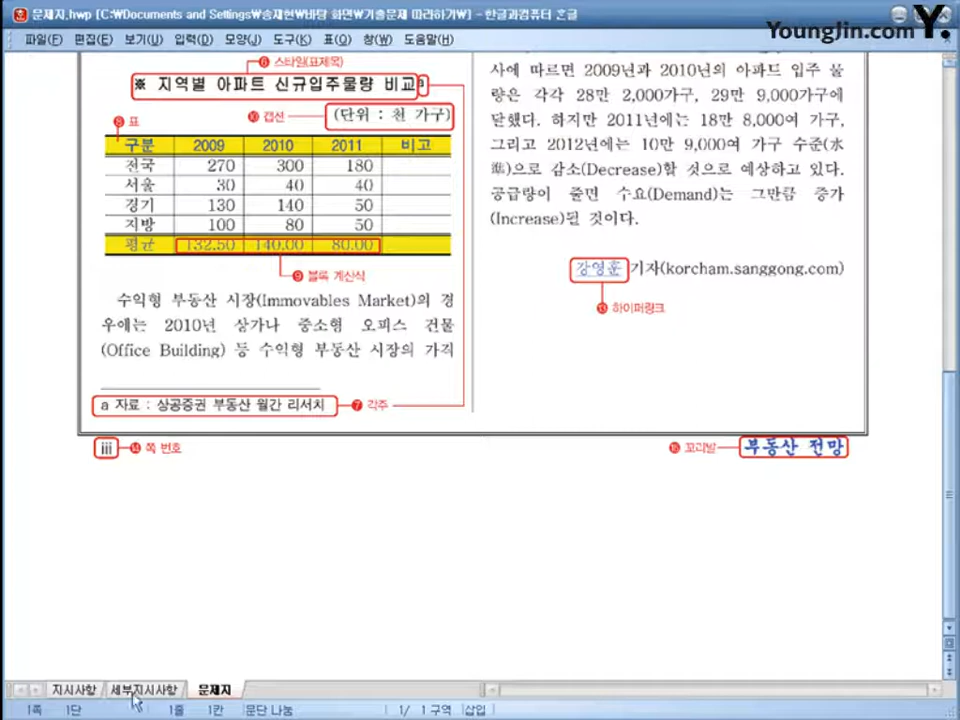 문제지.hwp [C:₩Documents and Settings₩송재현₩바탕 화면₩기출문제 따라하기₩] - 한글과컴퓨터 한글
YoungJin.com Y.
파일(F) 편집(E) 보기(U) 입력(D) 모양(J) 도구(K) 표(Q) 창(W) 도움말(H)
❻ 스타일(표제목)
※ 지역별 아파트 신규입주물량 비교a
❽ 표
❿ 캡션
(단위 : 천 가구)
구분 2009 2010 2011 비고
전국 270 300 180
서울 30 40 40
경기 130 140 50
지방 100 80 50
평균 132.50 140.00 80.00
❾ 블록 계산식
수익형 부동산 시장(Immovables Market)의 경
우에는 2010년 상가나 중소형 오피스 건물
(Office Building) 등 수익형 부동산 시장의 가격
a 자료 : 상공증권 부동산 월간 리서치
❼ 각주
사에 따르면 2009년과 2010년의 아파드 입주 물
량은 각각 28만 2,000가구, 29만 9,000가구에
달했다. 하지만 2011년에는 18만 8,000여 가구,
그리고 2012년에는 10만 9,000여 가구 수준(水
準)으로 감소(Decrease)할 것으로 예상하고 있다.
공급량이 줄면 수요(Demand)는 그만큼 증가
(Increase)될 것이다.
강영훈 기자(korcham.sanggong.com)
⓭ 하이퍼링크
iii
⓮ 쪽 번호
꼬리말
부동산 전망
지시사항 세부지시사항 문제지
1쪽 1단 1줄 1칸 문단 나눔 1/ 1 구역 삽입